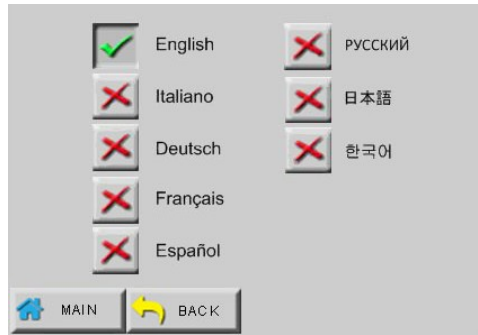 English
Italiano
Deutsch
Français
Español
РУССКИЙ
日本語
한국어
MAIN
BACK